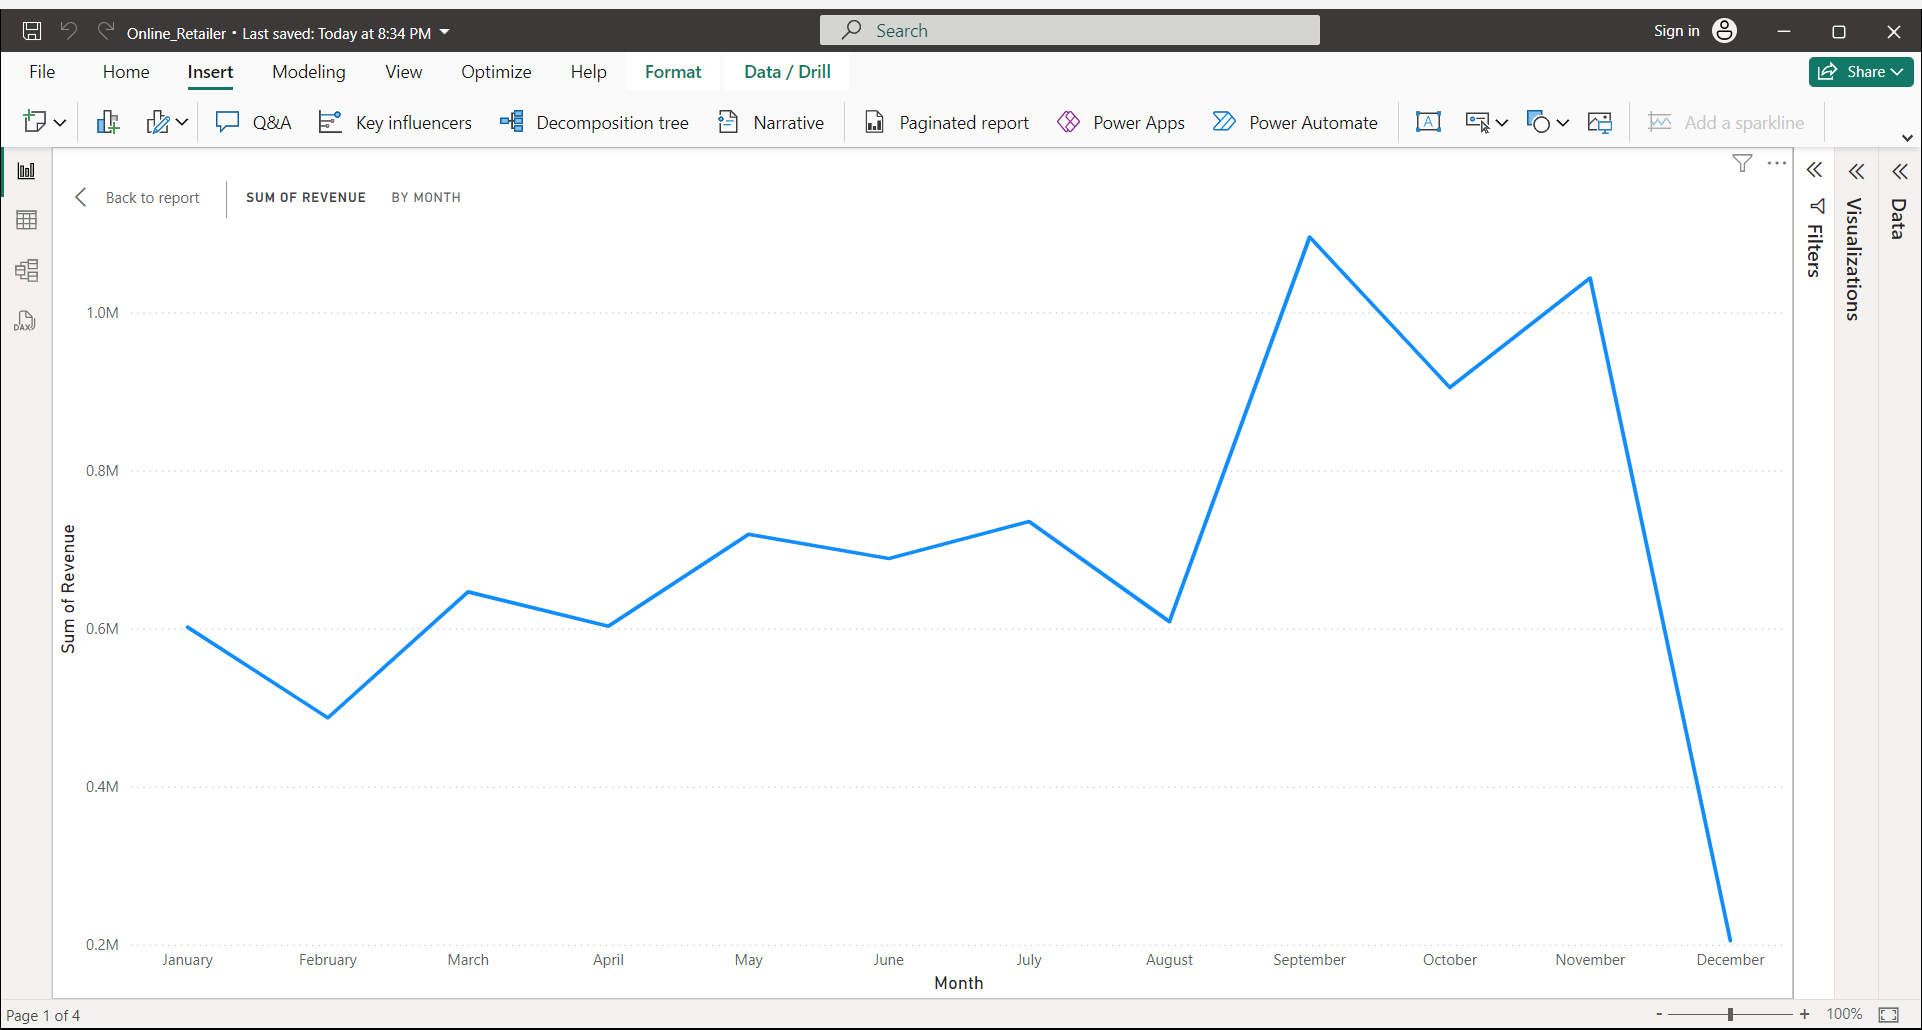 Online_Retailer • Last saved: Today at 8:34 PM
Search
Sign in
File Home Insert Modeling View Optimize Help Format Data / Drill
Share
Q&A Key influencers Decomposition tree Narrative Paginated report Power Apps Power Automate A Add a sparkline
DAX
Back to report SUM OF REVENUE BY MONTH
Filters
Visualizations
Data
Sum of Revenue
1.0M
0.8M
0.6M
0.4M
0.2M
January February March April May June July August September October November December
Month
Page 1 of 4
- + 100%